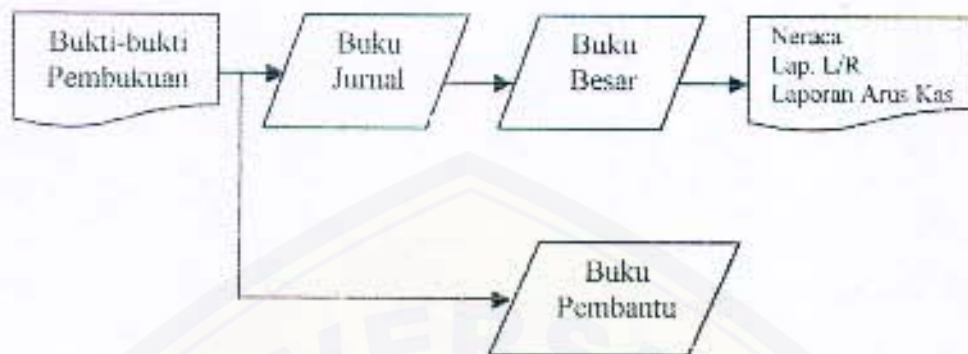 Bukti-bukti
Pembukuan
Buku
Jurnal
Buku
Besar
Neraca
Lap. L/R
Laporan Arus Kas
Buku
Pembantu